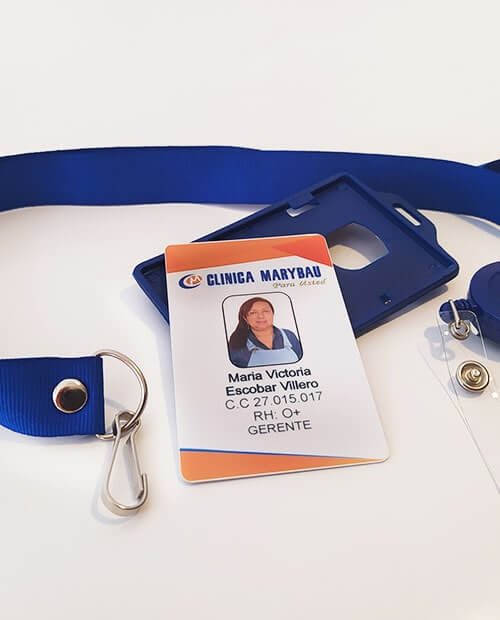 CLINICA MARYBAU
Para Usted
Maria Victoria
Escobar Villero
C.C 27.015.017
RH: O+
GERENTE